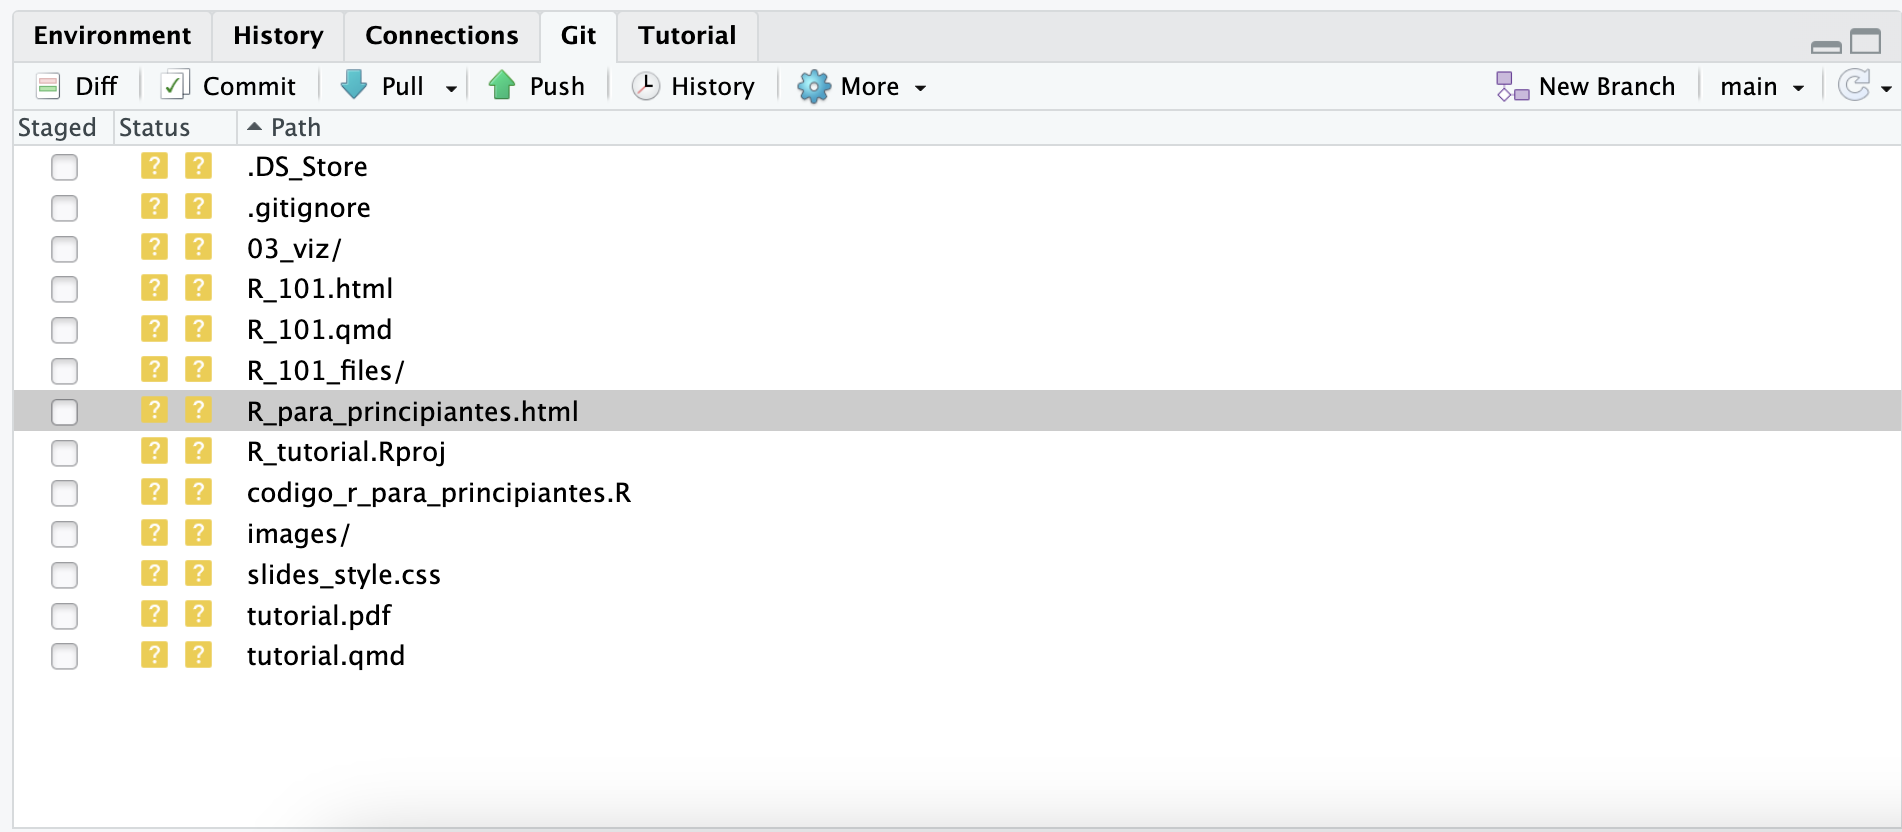 Environment History Connections Git Tutorial
Diff Commit Pull Push History More New Branch main
Staged Status Path
? ? .DS_Store
? ? .gitignore
? ? 03_viz/
? ? R_101.html
? ? R_101.qmd
? ? R_101_files/
? ? R_para_principiantes.html
? ? R_tutorial.Rproj
? ? codigo_r_para_principiantes.R
? ? images/
? ? slides_style.css
? ? tutorial.pdf
? ? tutorial.qmd